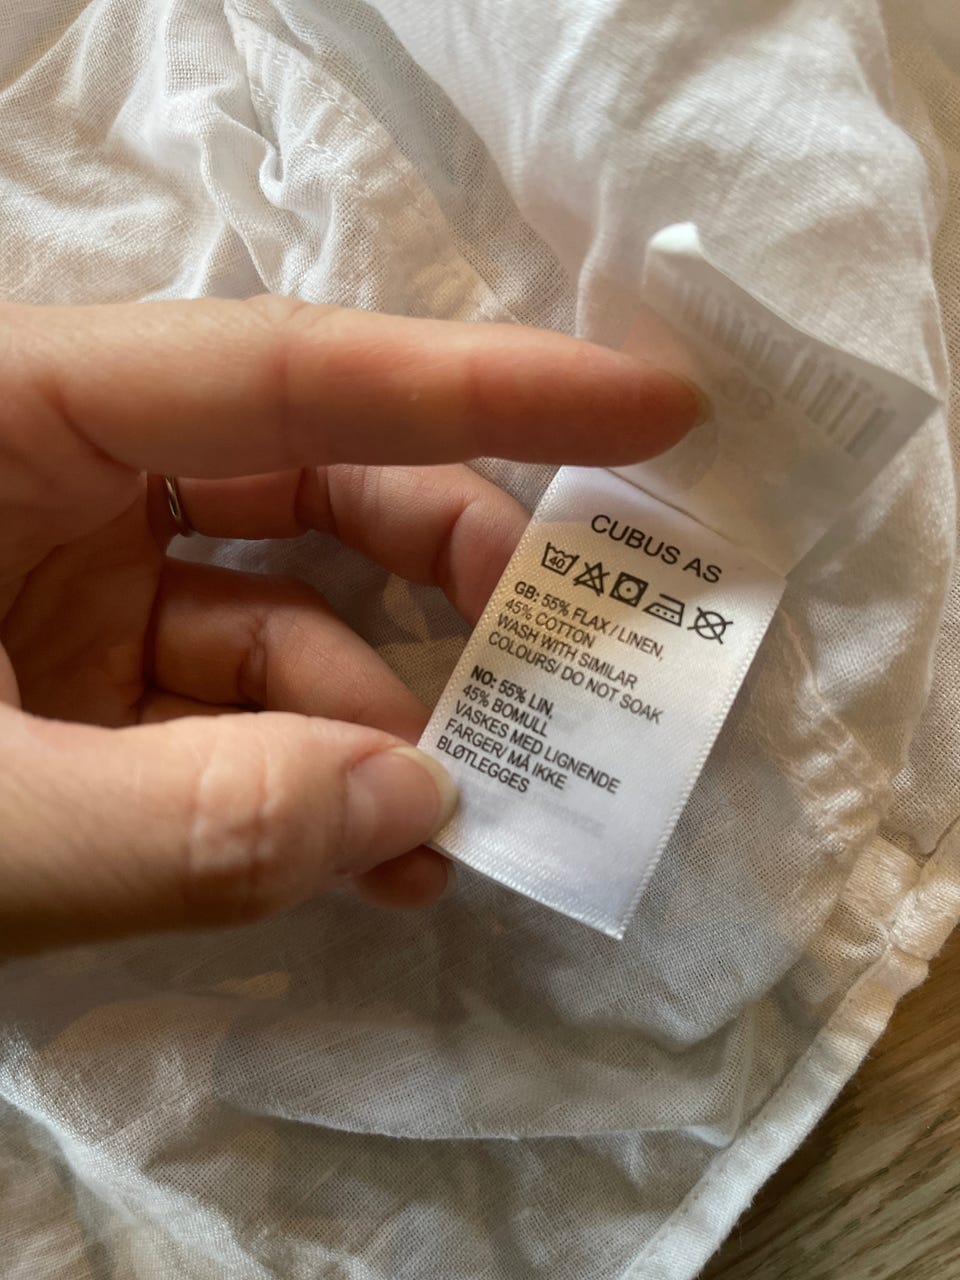 CUBUS AS
40
GB: 55% FLAX / LINEN,
45% COTTON
WASH WITH SIMILAR
COLOURS/ DO NOT SOAK
NO: 55% LIN,
45% BOMULL
VASKES MED LIGNENDE
FARGER/ MÅ IKKE
BLØTLEGGES